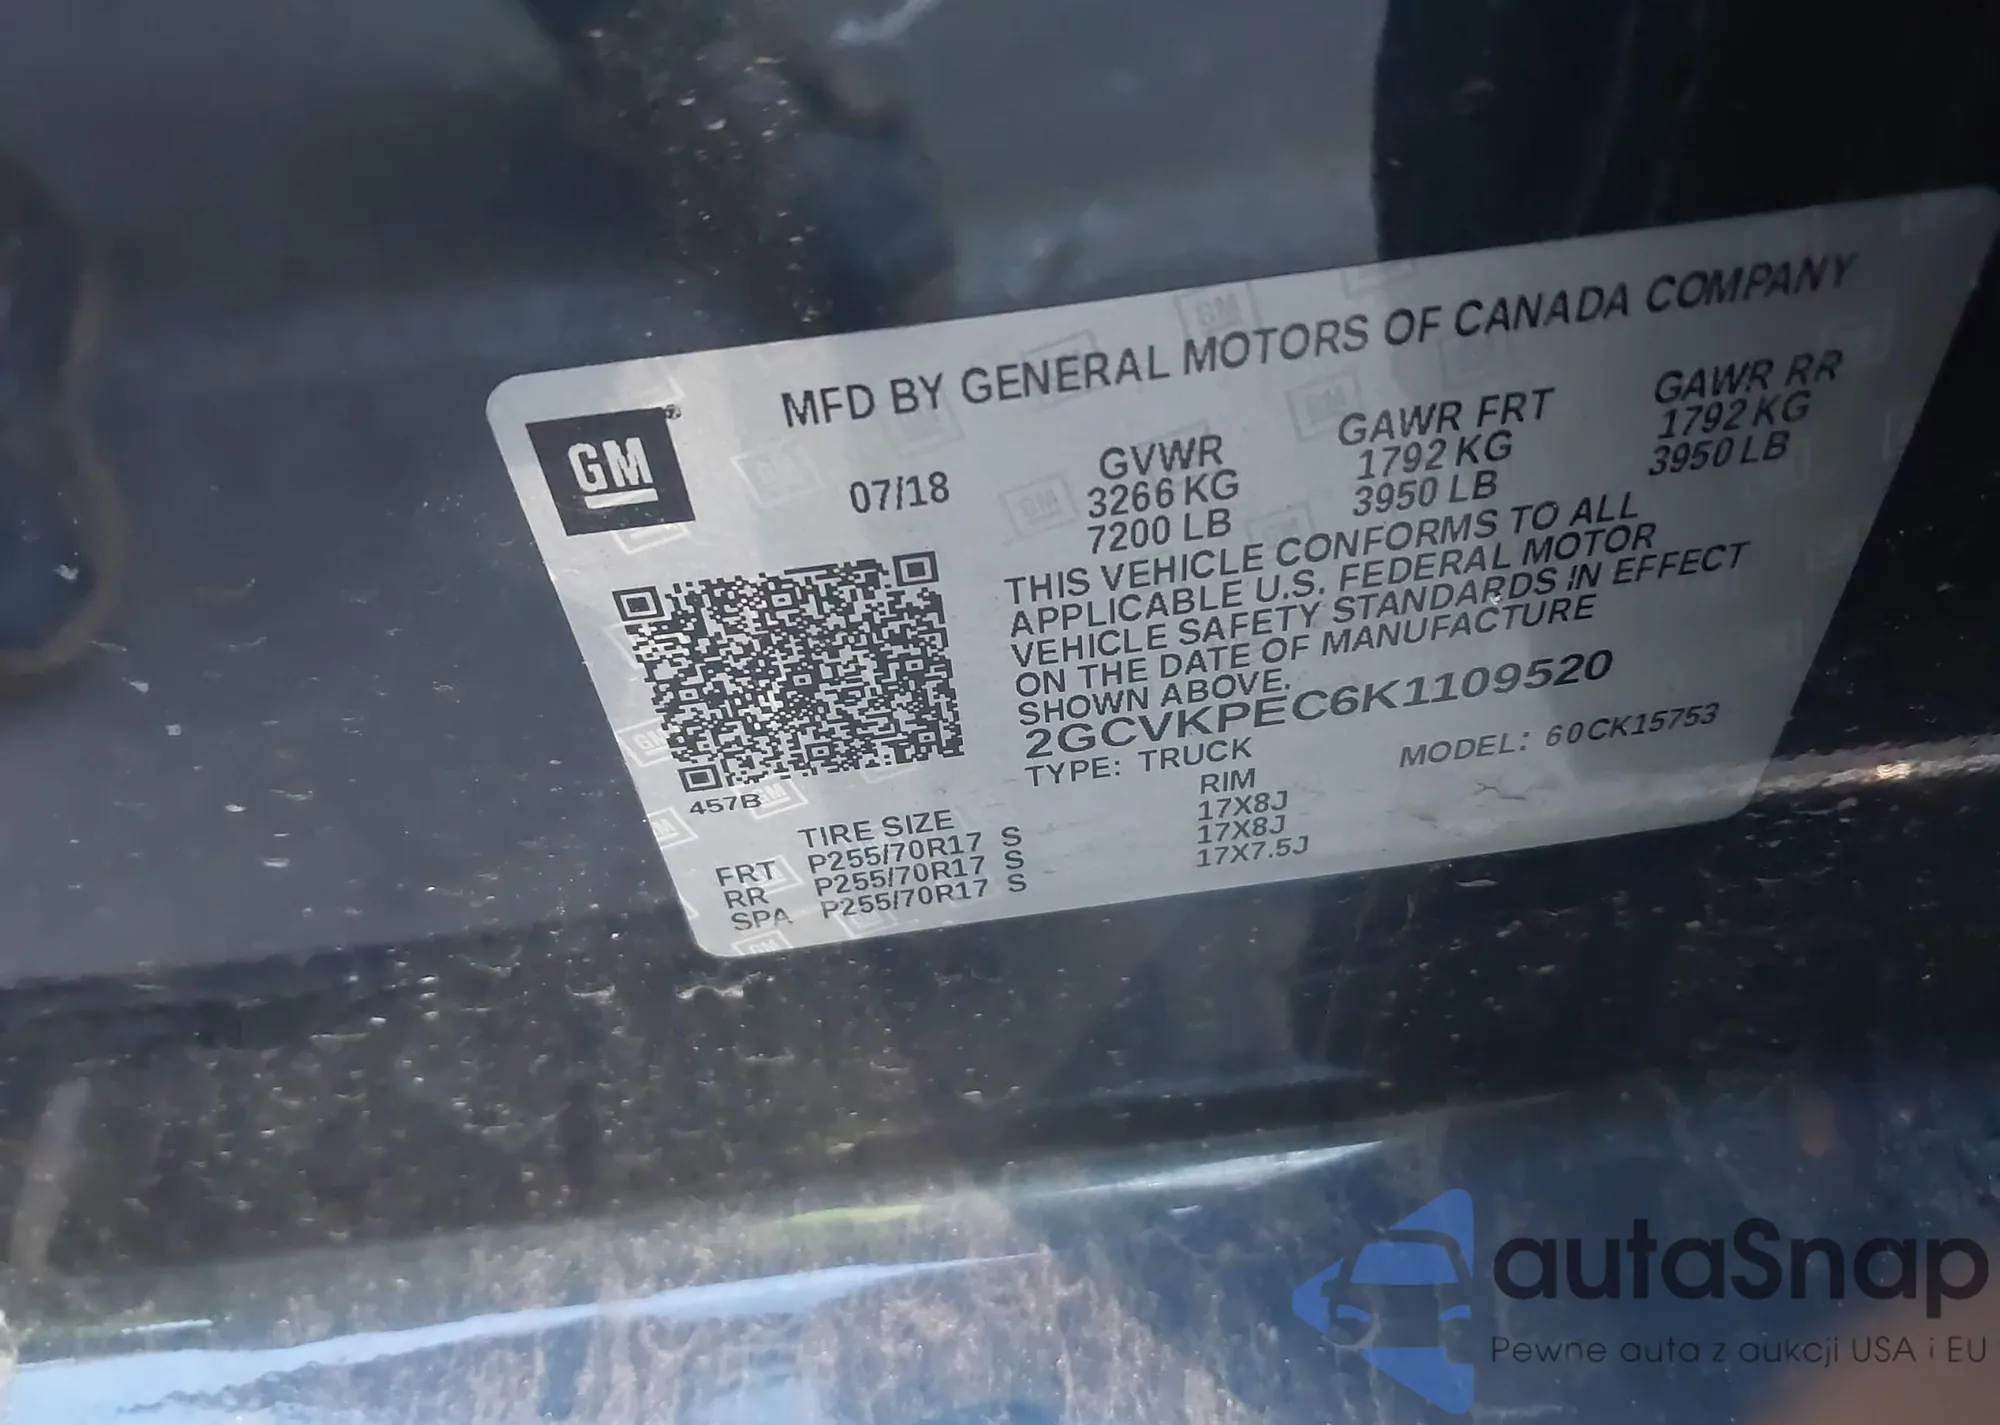 MFD BY GENERAL MOTORS OF CANADA COMPANY
GM
07/18
GVWR
3266 KG
7200 LB
GAWR FRT
1792 KG
3950 LB
GAWR RR
1792 KG
3950 LB
THIS VEHICLE CONFORMS TO ALL
APPLICABLE U.S. FEDERAL MOTOR
VEHICLE SAFETY STANDARDS IN EFFECT
ON THE DATE OF MANUFACTURE
SHOWN ABOVE.
2GCVKPEC6K1109520
TYPE: TRUCK
MODEL: 60CK15753
457B
TIRE SIZE RIM
FRT P255/70R17 S 17X8J
RR P255/70R17 S 17X8J
SPA P255/70R17 S 17X7.5J
autaSnap
Pewne auta z aukcji USA i EU